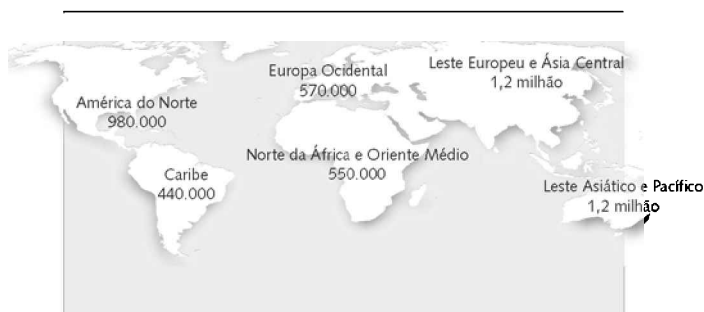 Europa Ocidental
570.000
Leste Europeu e Ásia Central
1,2 milhão
América do Norte
980.000
Norte da África e Oriente Médio
550.000
Caribe
440.000
Leste Asiático e Pacífico
1,2 milhão